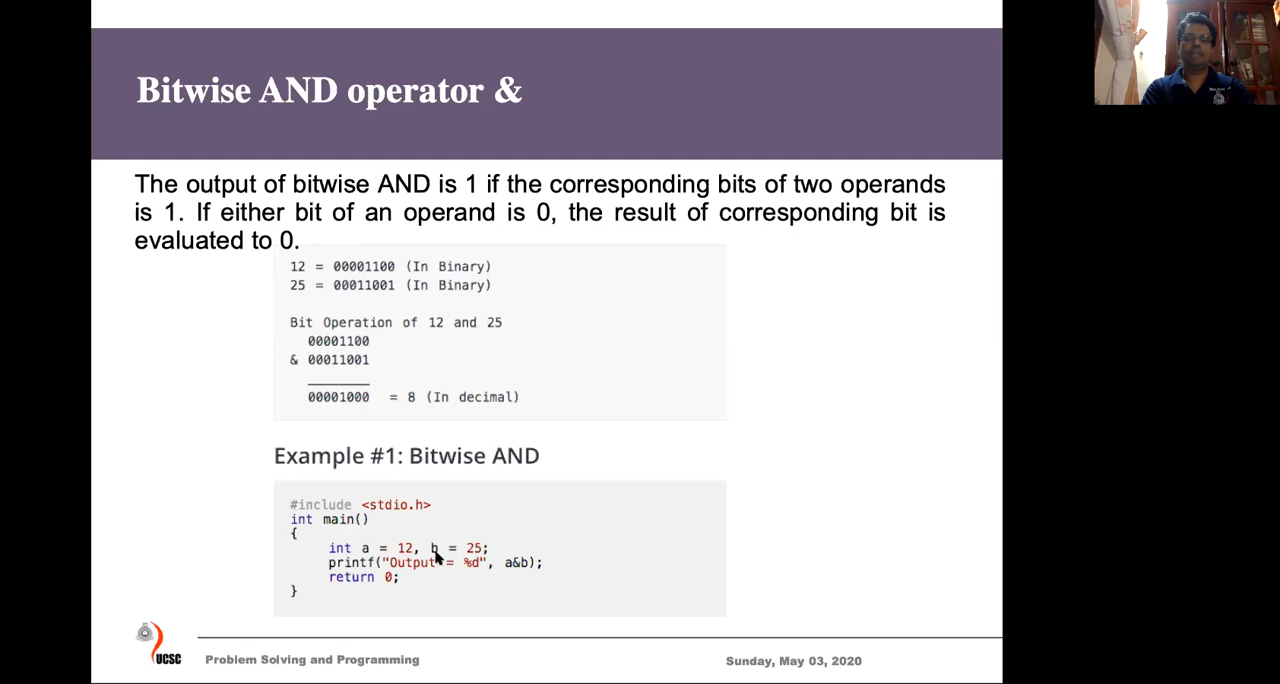 Bitwise AND operator &
The output of bitwise AND is 1 if the corresponding bits of two operands
is 1. If either bit of an operand is 0, the result of corresponding bit is
evaluated to 0.
12 = 00001100 (In Binary)
25 = 00011001 (In Binary)
Bit Operation of 12 and 25
00001100
& 00011001
________
00001000 = 8 (In decimal)
Example #1: Bitwise AND
#include <stdio.h>
int main()
{
int a = 12, b = 25;
printf("Output = %d", a&b);
return 0;
}
UCSC
Problem Solving and Programming
Sunday, May 03, 2020